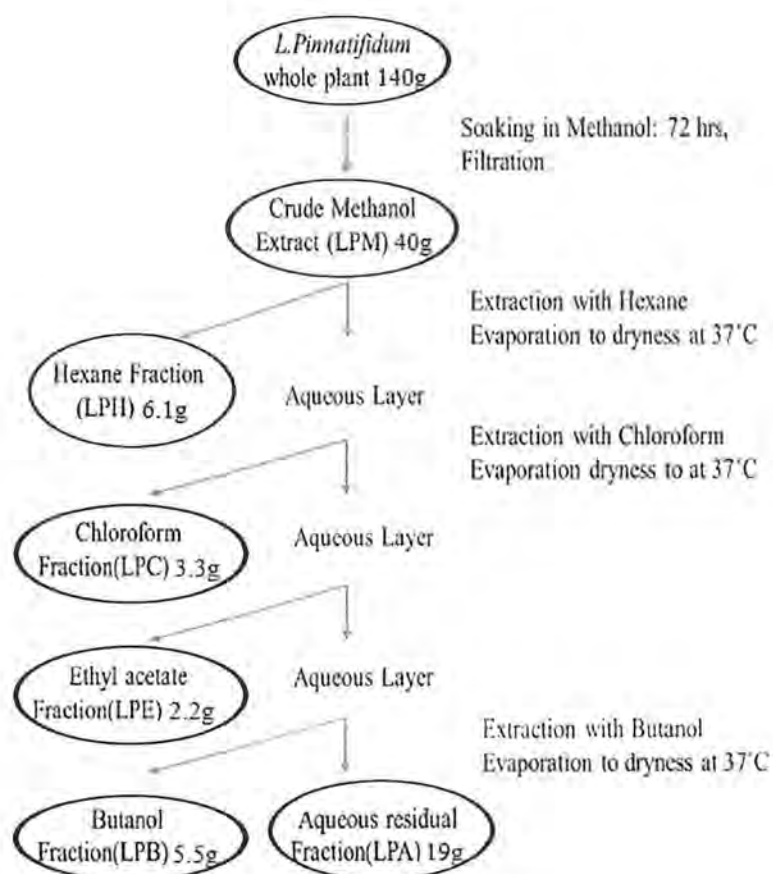 L.Pinnatifidum
whole plant 140g
Soaking in Methanol: 72 hrs,
Filtration
Crude Methanol
Extract (LPM) 40g
Extraction with Hexane
Evaporation to dryness at 37°C
Hexane Fraction
(LPH) 6.1g
Aqueous Layer
Extraction with Chloroform
Evaporation dryness to at 37°C
Chloroform
Fraction(LPC) 3.3g
Aqueous Layer
Ethyl acetate
Fraction(LPE) 2.2g
Aqueous Layer
Extraction with Butanol
Evaporation to dryness at 37°C
Butanol
Fraction(LPB) 5.5g
Aqueous residual
Fraction(LPA) 19g